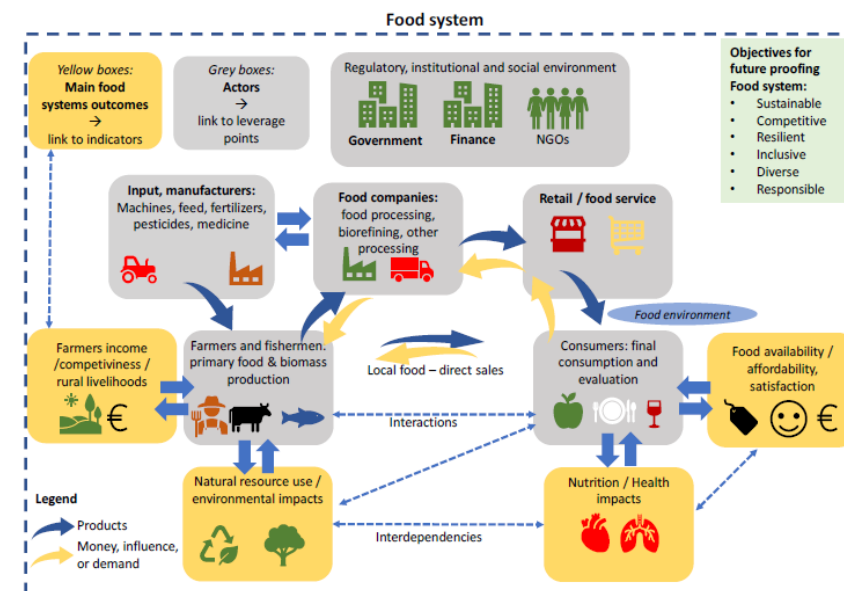 Food system
Yellow boxes:
Main food
systems outcomes
→
link to indicators
Grey boxes:
Actors
→
link to leverage
points
Regulatory, institutional and social environment
Government
Finance
NGOs
Objectives for
future proofing
Food system:
• Sustainable
• Competitive
• Resilient
• Inclusive
• Diverse
• Responsible
Input, manufacturers:
Machines, feed, fertilizers,
pesticides, medicine
Food companies:
food processing,
biorefining, other
processing
Retail / food service
Food environment
Farmers income
/competiviness /
rural livelihoods
€
Farmers and fishermen:
primary food & biomass
production
Local food – direct sales
Consumers: final
consumption and
evaluation
Food availability /
affordability,
satisfaction
€
Interactions
Natural resource use /
environmental impacts
Nutrition / Health
impacts
Interdependencies
Legend
Products
Money, influence,
or demand